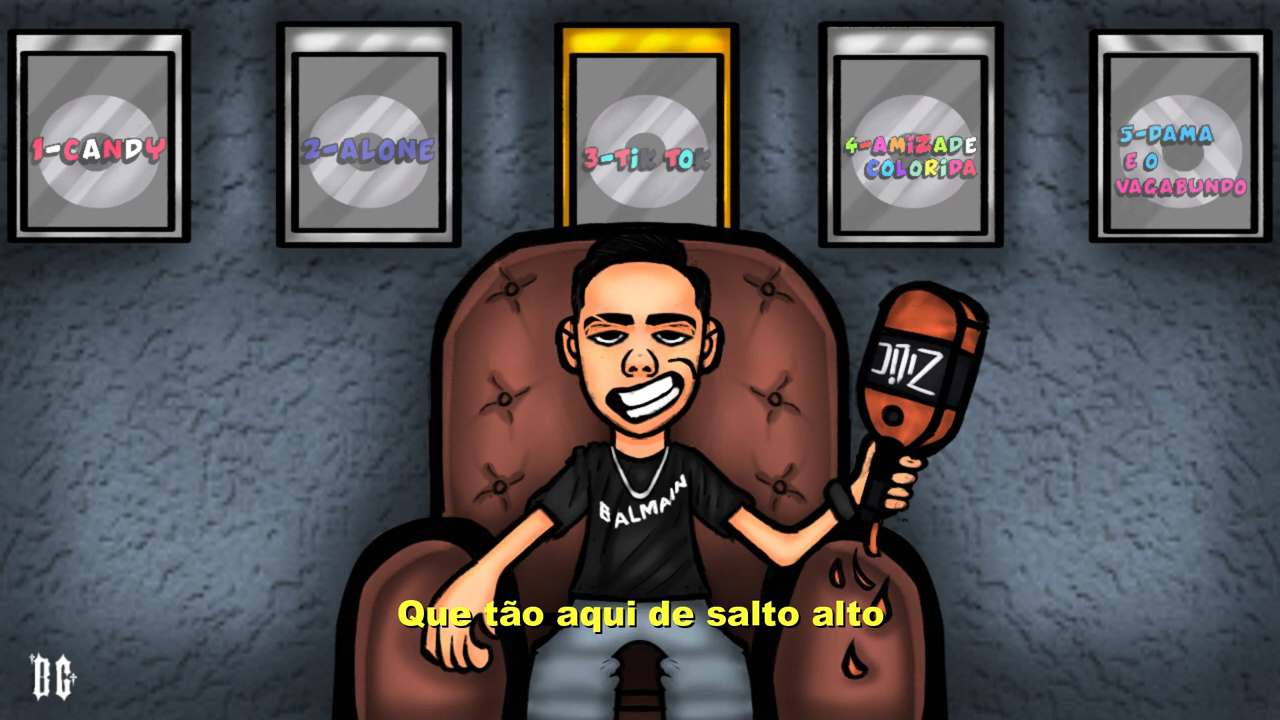 1-CANDY
2-ALONE
3-TiK TOK
4-AMiZADE
COLORiDA
5-DAMA
E O
VAGABUNDO
BALMAIN
Que tão aqui de salto alto
BG